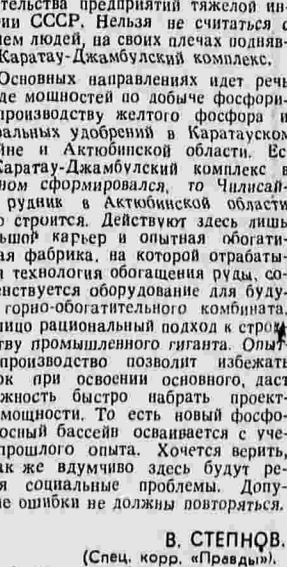 тельства предприятий тяжелой ин-
рии СССР. Нельзя не считаться с
ем людей, на своих плечах подняв-
Каратау-Джамбулский комплекс.
Основных направлениях идет речь
де мощностей по добыче фосфори-
производству желтого фосфора и
ральных удобрений в Каратауском
йне и Актюбинской области. Ес
Каратау-Джамбулский комплекс в
ном сформировался, то Чилисай-
рудник в Актюбинской области
о строится. Действуют здесь лишь
ьшой карьер и опытная обогати-
ая фабрика, на которой отрабаты-
я технология обогащения руды, со-
енствуется оборудование для буду-
горно-обогатительного комбината.
лицо рациональный подход к строи
тву промышленного гиганта. Опыт-
производство позволит избежать
ок при освоении основного, даст
жность быстро набрать проект-
мощности. То есть новый фосфо-
осный бассейн осваивается с уче-
прошлого опыта. Хочется верить,
ак же вдумчиво здесь будут ре-
я социальные проблемы. Допу-
е ошибки не должны повторяться.
В. СТЕПНОВ.
(Спец. корр. «Правды»).